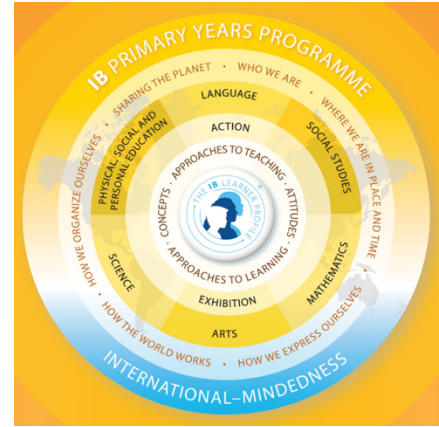 IB PRIMARY YEARS PROGRAMME
SHARING THE PLANET • WHO WE ARE • WHERE WE ARE IN PLACE AND TIME •
HOW WE EXPRESS OURSELVES • HOW THE WORLD WORKS • HOW WE ORGANIZE OURSELVES •
LANGUAGE
SOCIAL STUDIES
MATHEMATICS
ARTS
SCIENCE
PHYSICAL, SOCIAL AND
PERSONAL EDUCATION
ACTION
EXHIBITION
APPROACHES TO TEACHING · ATTITUDES ·
APPROACHES TO LEARNING · CONCEPTS ·
THE IB LEARNER PROFILE
®
INTERNATIONAL–MINDEDNESS